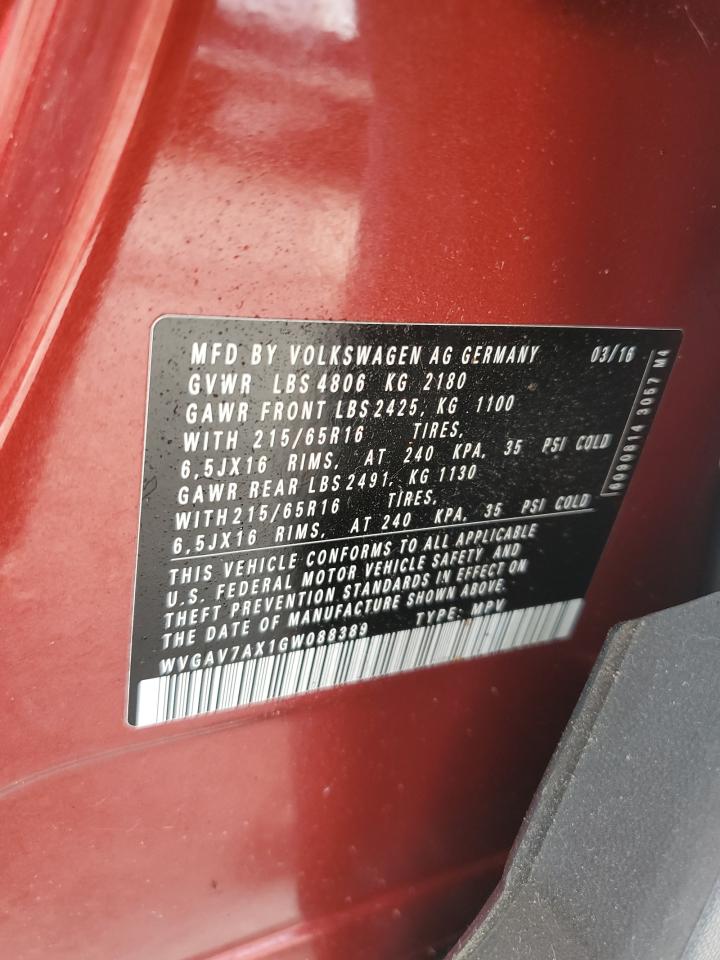 MFD. BY VOLKSWAGEN AG GERMANY 03/16
GVWR LBS 4806 KG 2180
GAWR FRONT LBS 2425, KG 1100
WITH 215/65R16 TIRES,
6,5JX16 RIMS, AT 240 KPA, 35 PSI COLD
GAWR REAR LBS 2491, KG 1130
WITH 215/65R16 TIRES,
6,5JX16 RIMS, AT 240 KPA, 35 PSI COLD
THIS VEHICLE CONFORMS TO ALL APPLICABLE
U.S. FEDERAL MOTOR VEHICLE SAFETY AND
THEFT PREVENTION STANDARDS IN EFFECT ON
THE DATE OF MANUFACTURE SHOWN ABOVE.
WVGAV7AX1GW088389 TYPE: MPV
3057 M4